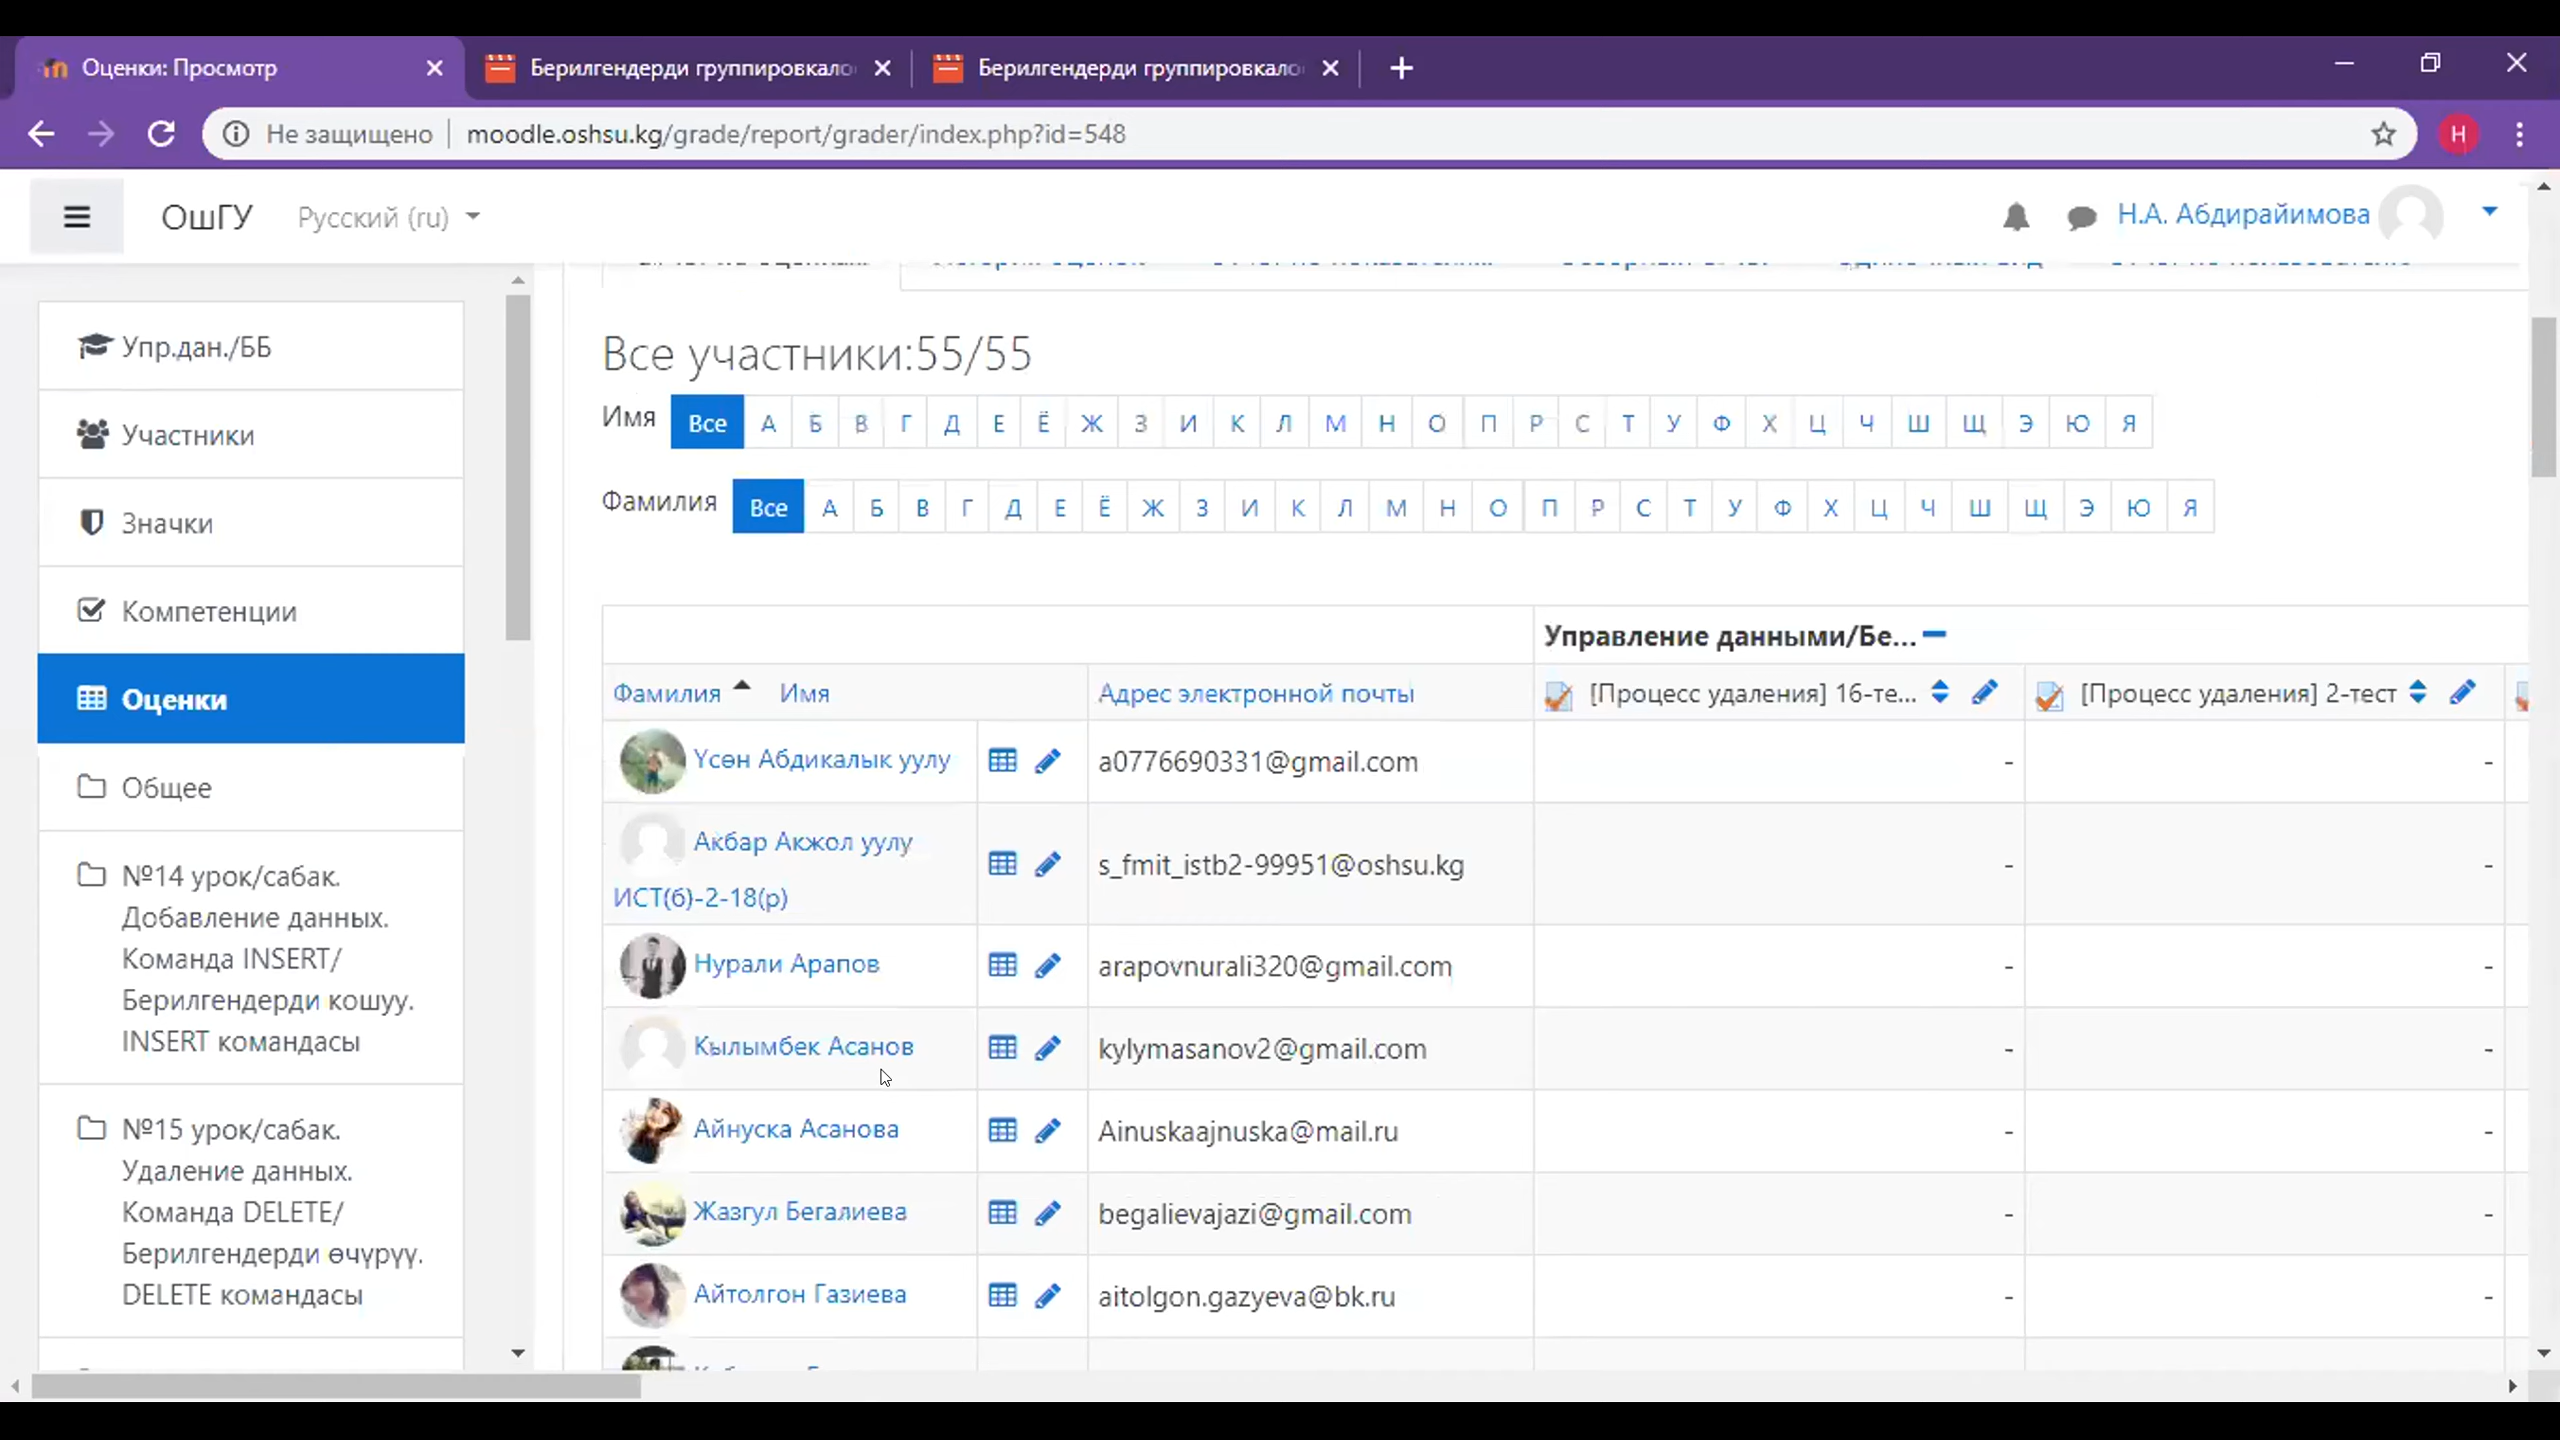 Оценки: Просмотр
Берилгендерди группировкало
Берилгендерди группировкало
Не защищено
moodle.oshsu.kg/grade/report/grader/index.php?id=548
Н
ОшГУ
Русский (ru)
Н.А. Абдирайимова
Упр.дан./ББ
Участники
Значки
Компетенции
Оценки
Общее
№14 урок/сабак.
Добавление данных.
Команда INSERT/
Берилгендерди кошуу.
INSERT командасы
№15 урок/сабак.
Удаление данных.
Команда DELETE/
Берилгендерди өчүрүү.
DELETE командасы
Все участники:55/55
Имя Все А Б В Г Д Е Ё Ж З И К Л М Н О П Р С Т У Ф Х Ц Ч Ш Щ Э Ю Я
Фамилия Все А Б В Г Д Е Ё Ж З И К Л М Н О П Р С Т У Ф Х Ц Ч Ш Щ Э Ю Я
Управление данными/Бе...
Фамилия Имя Адрес электронной почты [Процесс удаления] 16-те... [Процесс удаления] 2-тест
Үсөн Абдикалык уулу a0776690331@gmail.com - -
Акбар Акжол уулу
ИСТ(б)-2-18(р) s_fmit_istb2-99951@oshsu.kg - -
Нурали Арапов arapovnurali320@gmail.com - -
Кылымбек Асанов kylymasanov2@gmail.com - -
Айнуска Асанова Ainuskaajnuska@mail.ru - -
Жазгул Бегалиева begalievajazi@gmail.com - -
Айтолгон Газиева aitolgon.gazyeva@bk.ru - -